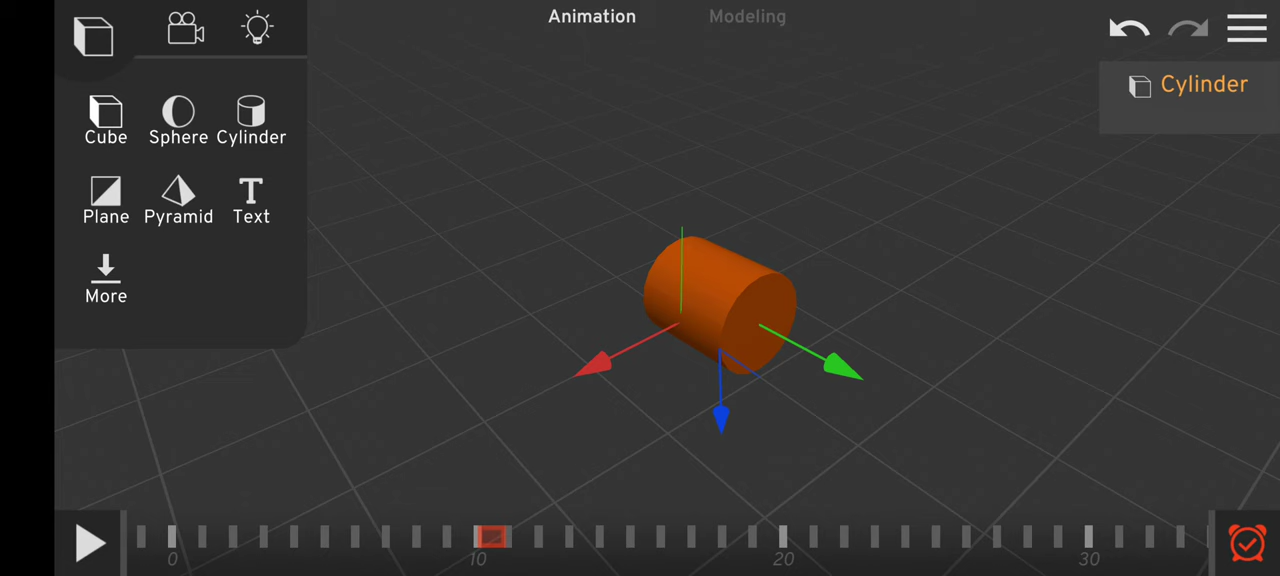 Animation Modeling
Cylinder
Cube Sphere Cylinder
Plane Pyramid Text
More
0 10 20 30